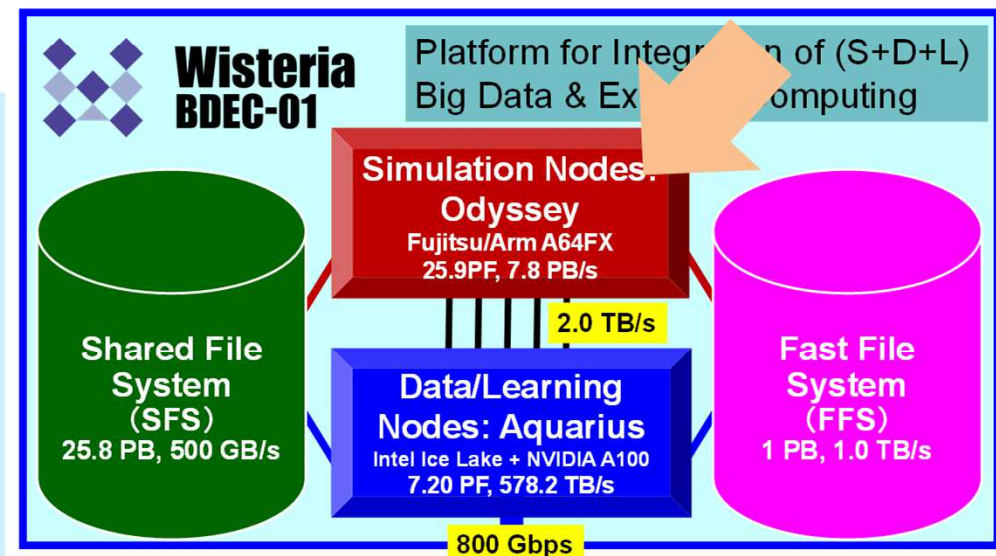 Wisteria
BDEC-01
Platform for Integ n of (S+D+L)
Big Data & Ex omputing
Simulation Nodes:
Odyssey
Fujitsu/Arm A64FX
25.9PF, 7.8 PB/s
2.0 TB/s
Shared File
System
(SFS)
25.8 PB, 500 GB/s
Data/Learning
Nodes: Aquarius
Intel Ice Lake + NVIDIA A100
7.20 PF, 578.2 TB/s
Fast File
System
(FFS)
1 PB, 1.0 TB/s
800 Gbps